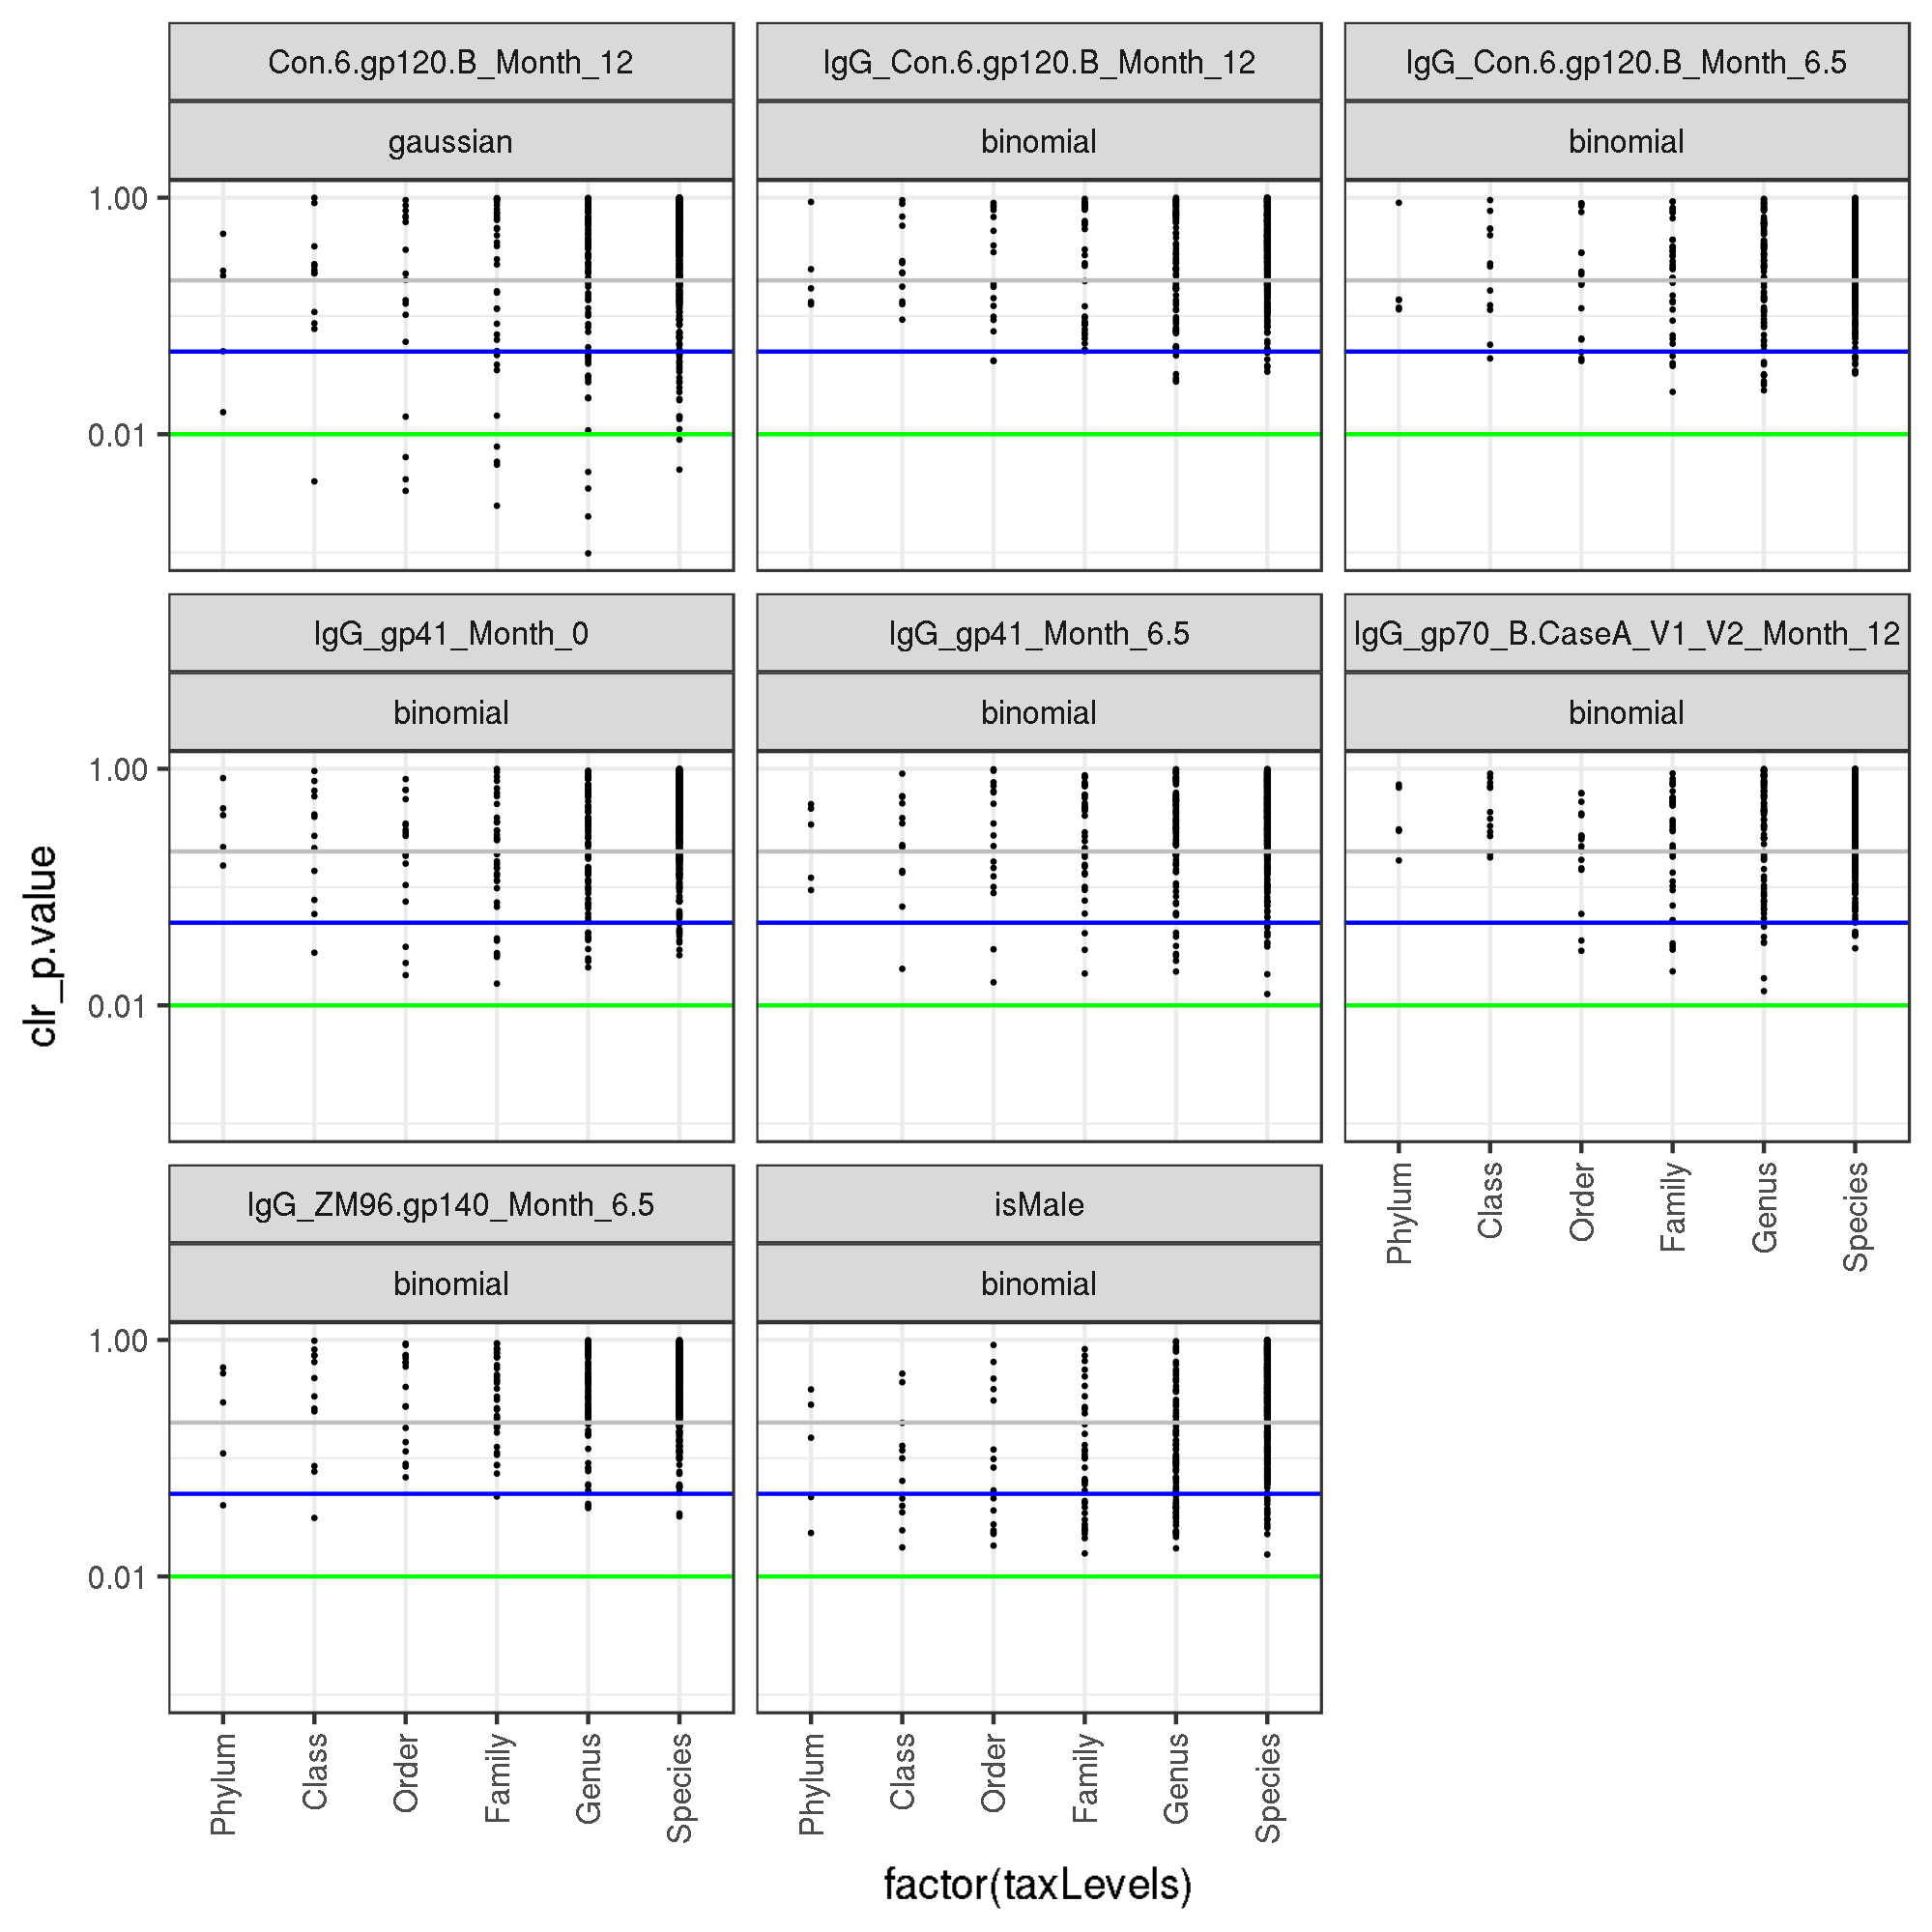 Con.6.gp120.B_Month_12
IgG_Con.6.gp120.B_Month_12
IgG_Con.6.gp120.B_Month_6.5
gaussian
binomial
binomial
1.00
0.01
IgG_gp41_Month_0
IgG_gp41_Month_6.5
IgG_gp70_B.CaseA_V1_V2_Month_12
binomial
binomial
binomial
1.00
0.01
clr_p.value
Phylum
Class
Order
Family
Genus
Species
IgG_ZM96.gp140_Month_6.5
isMale
binomial
binomial
1.00
0.01
Phylum
Class
Order
Family
Genus
Species
Phylum
Class
Order
Family
Genus
Species
factor(taxLevels)